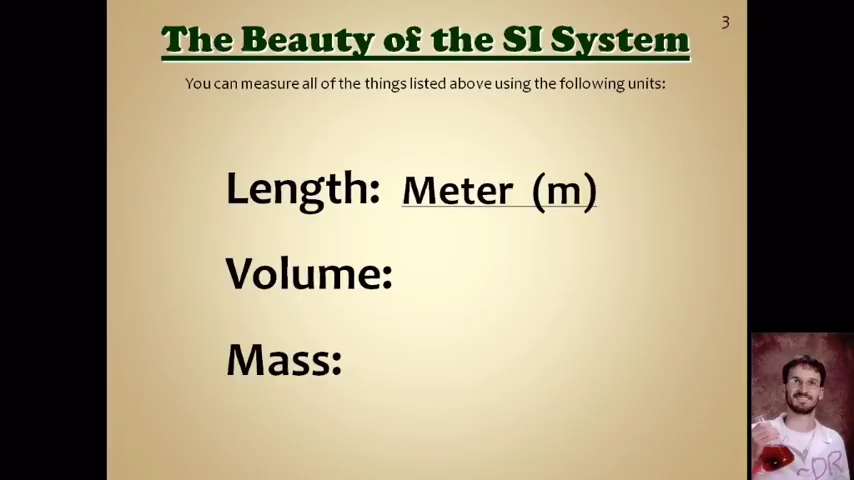 3
The Beauty of the SI System
You can measure all of the things listed above using the following units:
Length: Meter (m)
Volume:
Mass:
~DR